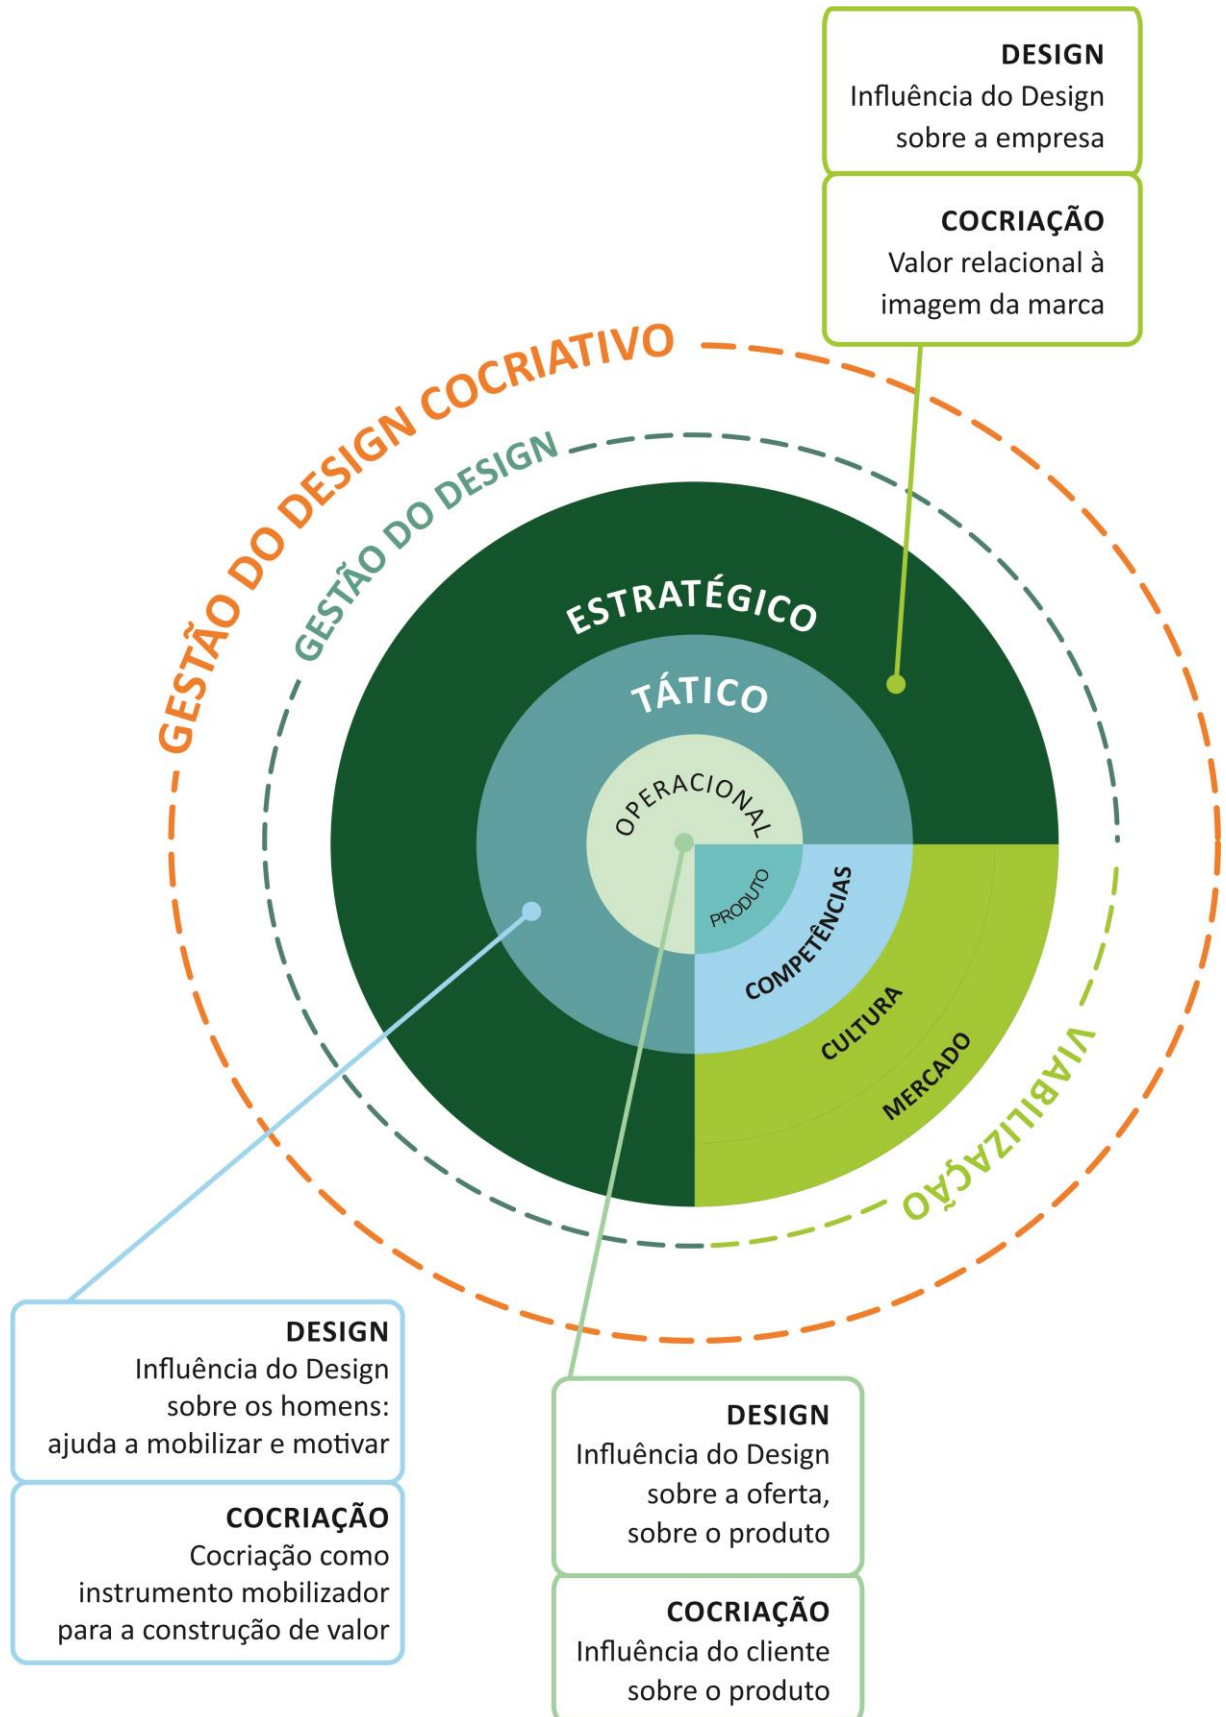 DESIGN
Influência do Design
sobre a empresa
COCRIAÇÃO
Valor relacional à
imagem da marca
GESTÃO DO DESIGN COCRIATIVO
GESTÃO DO DESIGN
ESTRATÉGICO
TÁTICO
OPERACIONAL
PRODUTO
COMPETÊNCIAS
CULTURA
MERCADO
VIABILIZAÇÃO
DESIGN
Influência do Design
sobre os homens:
ajuda a mobilizar e motivar
COCRIAÇÃO
Cocriação como
instrumento mobilizador
para a construção de valor
DESIGN
Influência do Design
sobre a oferta,
sobre o produto
COCRIAÇÃO
Influência do cliente
sobre o produto